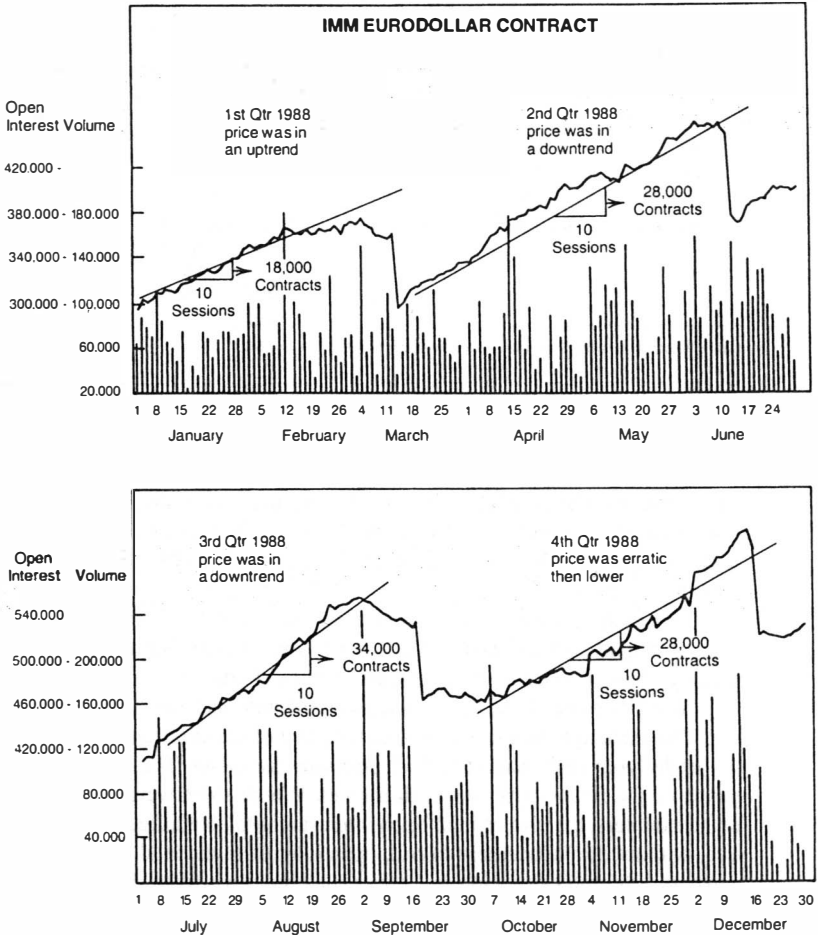 IMM EURODOLLAR CONTRACT
Open
Interest Volume
1st Qtr 1988
price was in
an uptrend
2nd Qtr 1988
price was in
a downtrend
420.000 -
380.000 - 180.000
340.000 - 140.000
300.000 - 100.000
60.000
20.000
18,000
Contracts
10
Sessions
28,000
Contracts
10
Sessions
1 8 15 22 28 5 12 19 26 4 11 18 25 1 8 15 22 29 6 13 20 27 3 10 17 24
January February March April May June
Open
Interest Volume
3rd Qtr 1988
price was in
a downtrend
4th Qtr 1988
price was erratic
then lower
540.000
500.000 - 200.000
460.000 - 160.000
420.000 - 120.000
80.000
40.000
34,000
Contracts
10
Sessions
28,000
Contracts
10
Sessions
1 8 15 22 29 5 12 19 26 2 9 16 23 30 7 14 21 28 4 11 18 25 2 9 16 23 30
July August September October November December